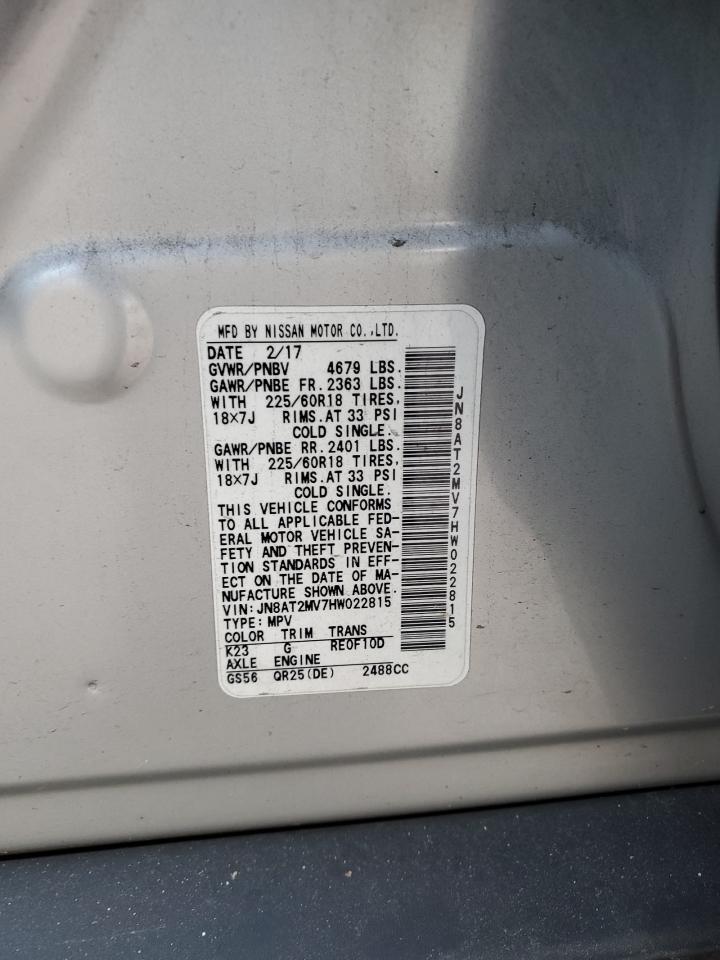 MFD BY NISSAN MOTOR CO.,LTD.
DATE 2/17
GVWR/PNBV 4679 LBS.
GAWR/PNBE FR. 2363 LBS.
WITH 225/60R18 TIRES,
18×7J RIMS. AT 33 PSI
COLD SINGLE.
GAWR/PNBE RR. 2401 LBS.
WITH 225/60R18 TIRES,
18×7J RIMS. AT 33 PSI
COLD SINGLE.
THIS VEHICLE CONFORMS
TO ALL APPLICABLE FED-
ERAL MOTOR VEHICLE SA-
FETY AND THEFT PREVEN-
TION STANDARDS IN EFF-
ECT ON THE DATE OF MA-
NUFACTURE SHOWN ABOVE.
VIN: JN8AT2MV7HW022815
TYPE: MPV
COLOR TRIM TRANS
K23 G RE0F10D
AXLE ENGINE
GS56 QR25(DE) 2488CC
JN8AT2MV7HW022815